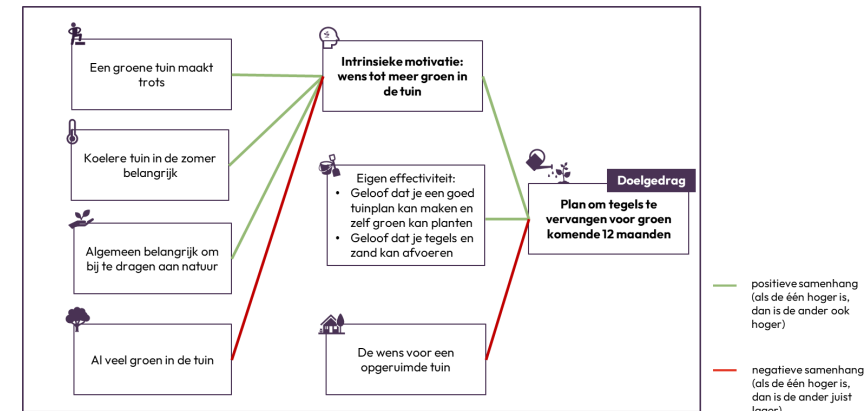 Een groene tuin maakt
trots
Koelere tuin in de zomer
belangrijk
Algemeen belangrijk om
bij te dragen aan natuur
Al veel groen in de tuin
Intrinsieke motivatie:
wens tot meer groen in
de tuin
Eigen effectiviteit:
• Geloof dat je een goed
tuinplan kan maken en
zelf groen kan planten
• Geloof dat je tegels en
zand kan afvoeren
De wens voor een
opgeruimde tuin
Doelgedrag
Plan om tegels te
vervangen voor groen
komende 12 maanden
positieve samenhang
(als de één hoger is,
dan is de ander ook
hoger)
negatieve samenhang
(als de één hoger is,
dan is de ander juist
lager)